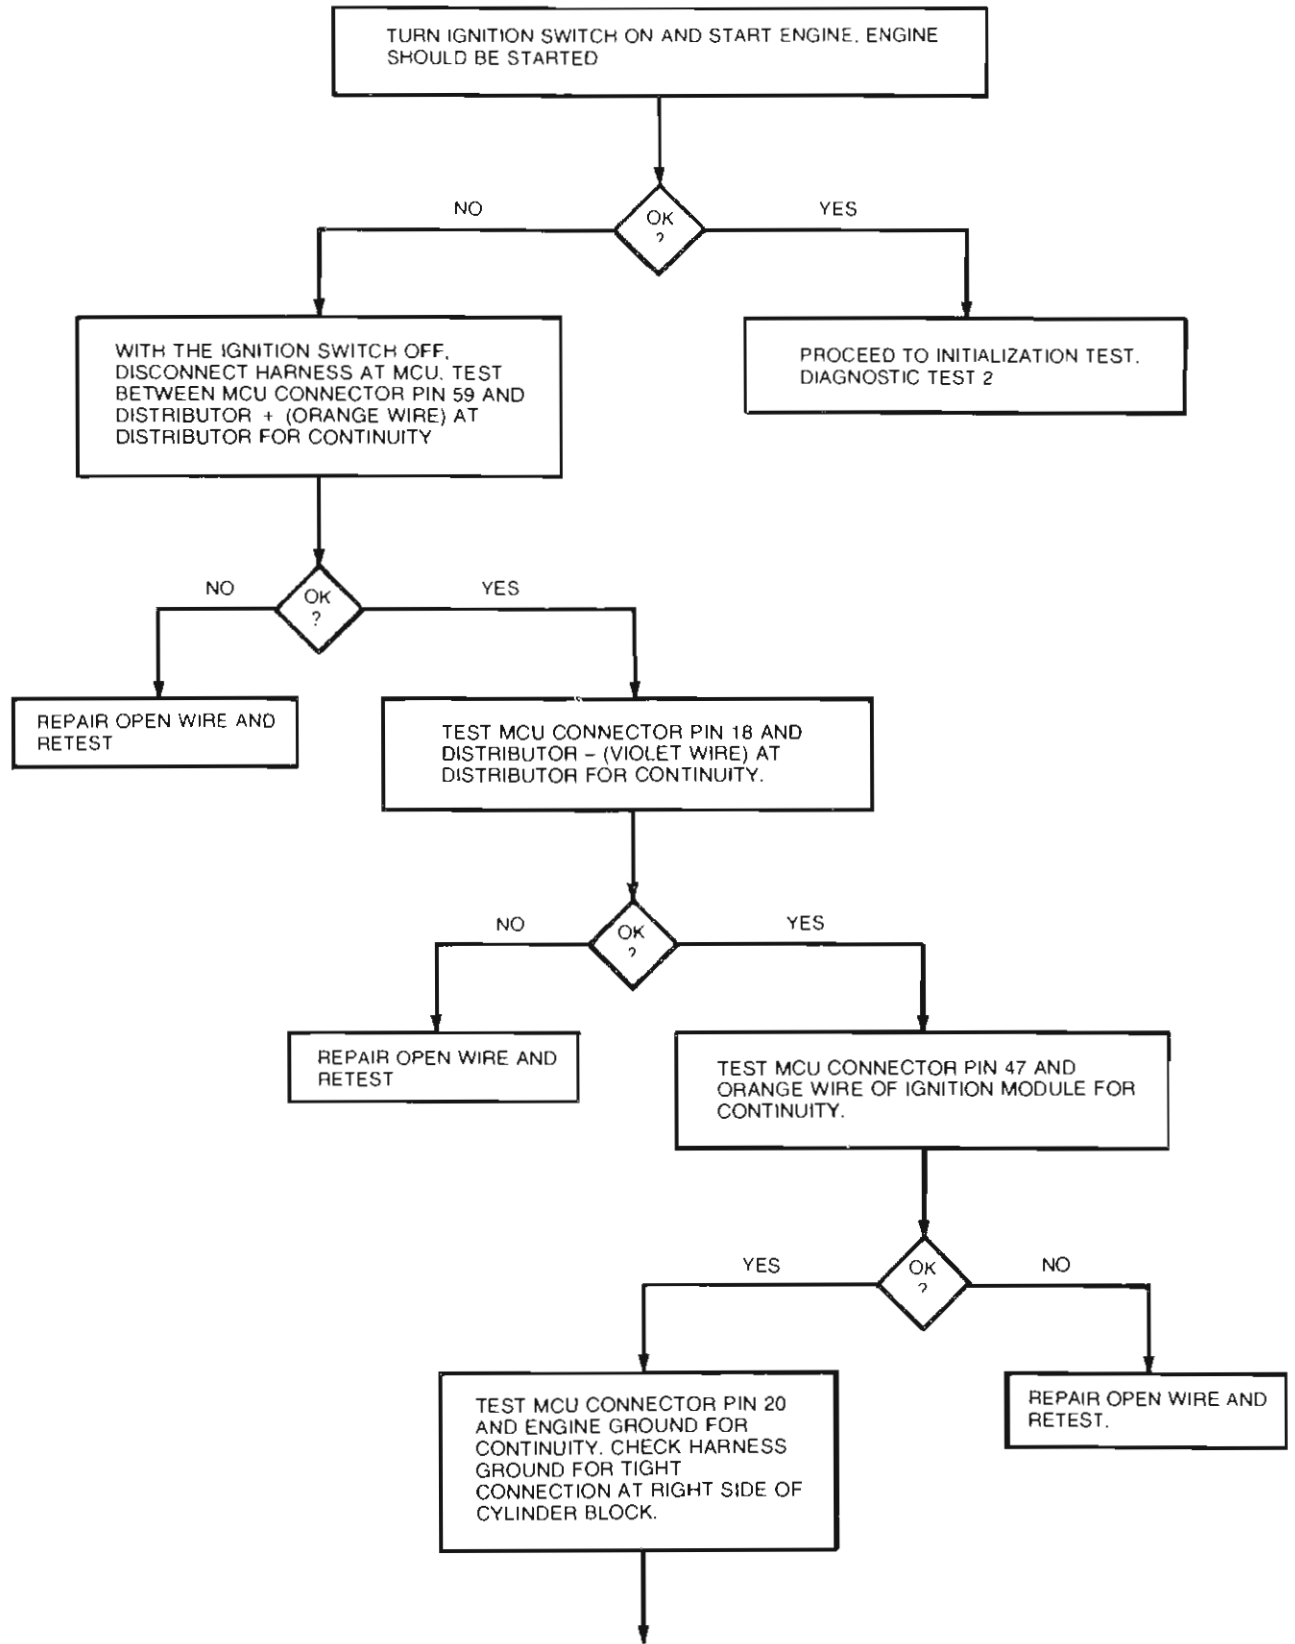 TURN IGNITION SWITCH ON AND START ENGINE. ENGINE
SHOULD BE STARTED
OK
?
NO
YES
WITH THE IGNITION SWITCH OFF,
DISCONNECT HARNESS AT MCU. TEST
BETWEEN MCU CONNECTOR PIN 59 AND
DISTRIBUTOR + (ORANGE WIRE) AT
DISTRIBUTOR FOR CONTINUITY
PROCEED TO INITIALIZATION TEST.
DIAGNOSTIC TEST 2
OK
?
NO
YES
REPAIR OPEN WIRE AND
RETEST
TEST MCU CONNECTOR PIN 18 AND
DISTRIBUTOR – (VIOLET WIRE) AT
DISTRIBUTOR FOR CONTINUITY.
OK
?
NO
YES
REPAIR OPEN WIRE AND
RETEST
TEST MCU CONNECTOR PIN 47 AND
ORANGE WIRE OF IGNITION MODULE FOR
CONTINUITY.
OK
?
YES
NO
TEST MCU CONNECTOR PIN 20
AND ENGINE GROUND FOR
CONTINUITY. CHECK HARNESS
GROUND FOR TIGHT
CONNECTION AT RIGHT SIDE OF
CYLINDER BLOCK.
REPAIR OPEN WIRE AND
RETEST.